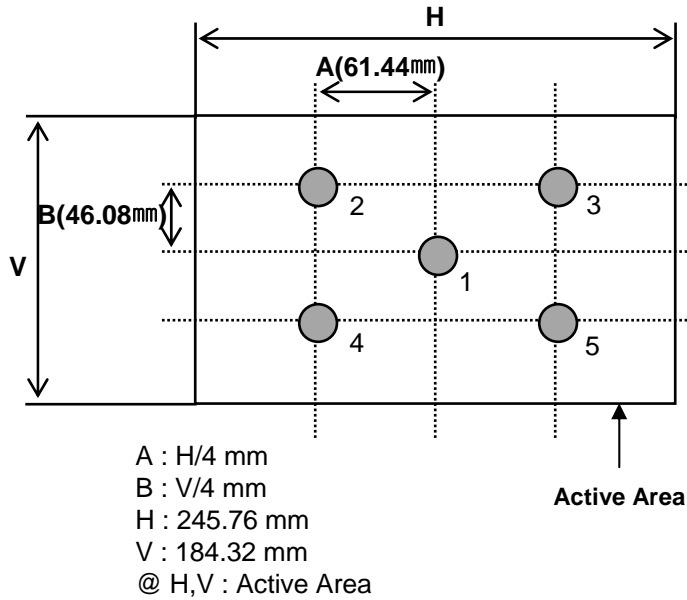 H
A(61.44㎜)
2
3
B(46.08㎜)
V
1
4
5
A : H/4 mm
B : V/4 mm
Active Area
H : 245.76 mm
V : 184.32 mm
@ H,V : Active Area